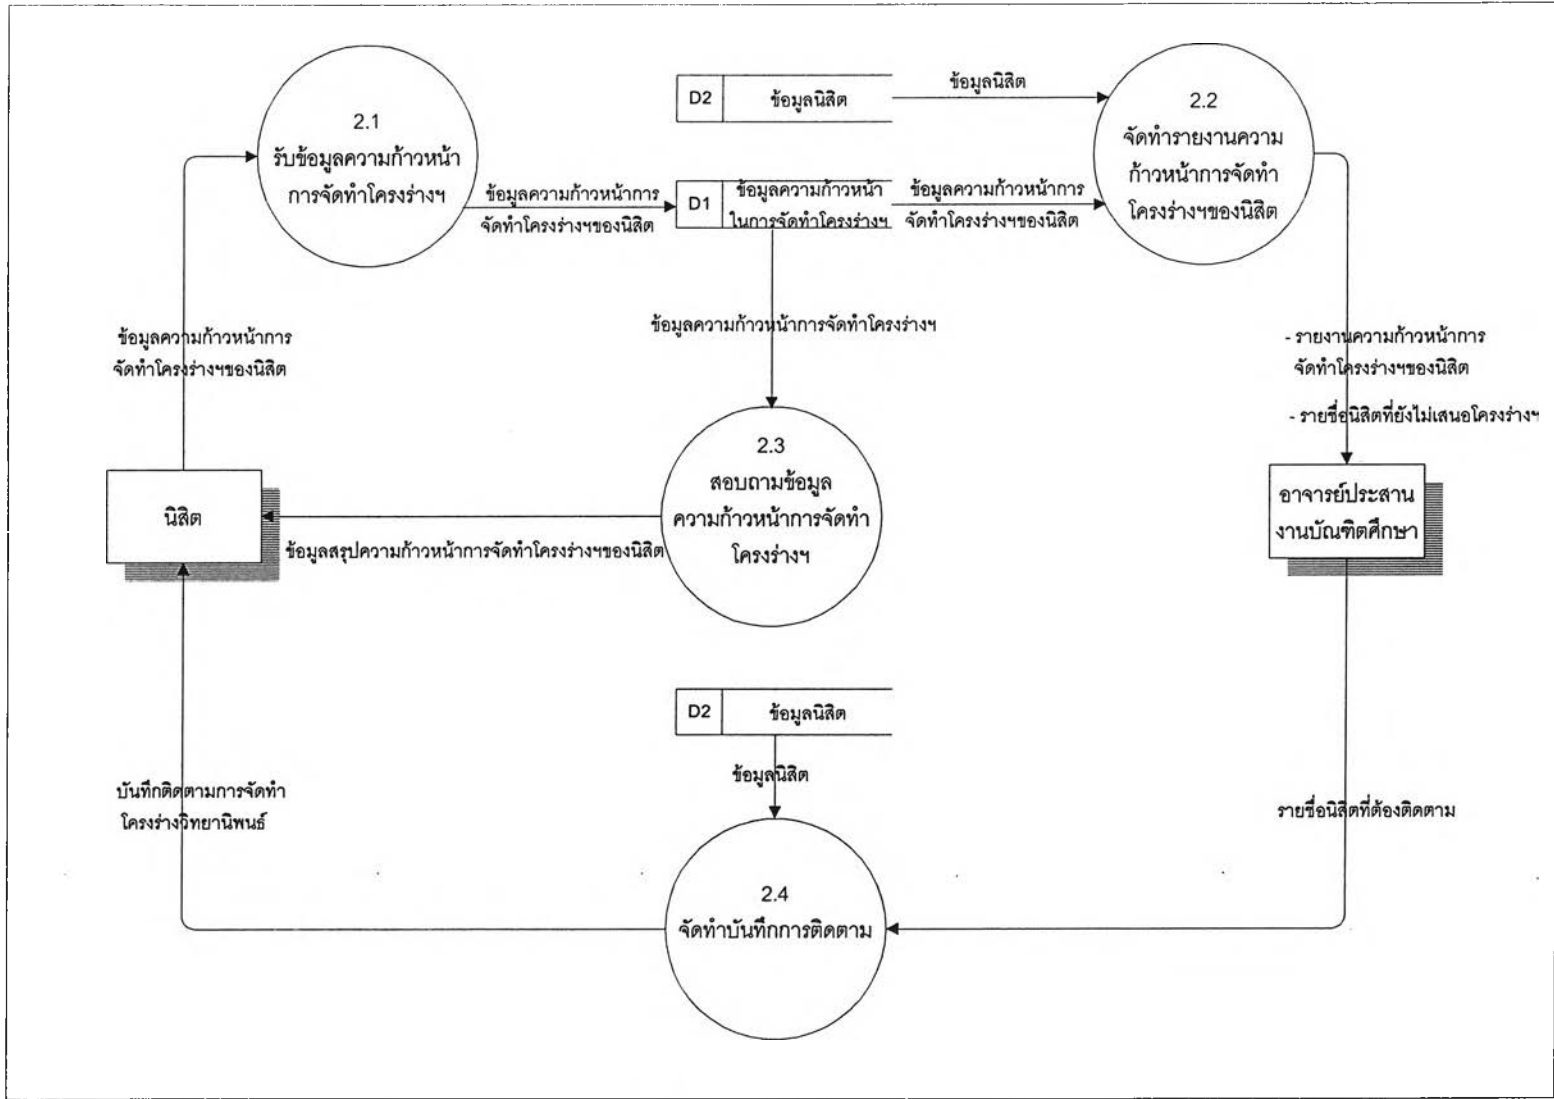 2.1
รับข้อมูลความก้าวหน้า
การจัดทำโครงร่างฯ
ข้อมูลความก้าวหน้าการ
จัดทำโครงร่างฯของนิสิต
D2 ข้อมูลนิสิต
ข้อมูลนิสิต
D1 ข้อมูลความก้าวหน้า
ในการจัดทำโครงร่างฯ
ข้อมูลความก้าวหน้าการ
จัดทำโครงร่างฯของนิสิต
2.2
จัดทำรายงานความ
ก้าวหน้าการจัดทำ
โครงร่างฯของนิสิต
ข้อมูลความก้าวหน้าการ
จัดทำโครงร่างฯของนิสิต
ข้อมูลความก้าวหน้าการจัดทำโครงร่างฯ
- รายงานความก้าวหน้าการ
จัดทำโครงร่างฯของนิสิต
- รายชื่อนิสิตที่ยังไม่เสนอโครงร่างฯ
นิสิต
2.3
สอบถามข้อมูล
ความก้าวหน้าการจัดทำ
โครงร่างฯ
ข้อมูลสรุปความก้าวหน้าการจัดทำโครงร่างฯของนิสิต
อาจารย์ประสาน
งานบัณฑิตศึกษา
D2 ข้อมูลนิสิต
ข้อมูลนิสิต
บันทึกติดตามการจัดทำ
โครงร่างวิทยานิพนธ์
รายชื่อนิสิตที่ต้องติดตาม
2.4
จัดทำบันทึกการติดตาม